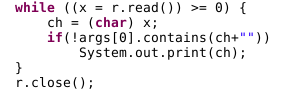 while ((x = r.read()) >= 0) {
    ch = (char) x;
    if(!args[0].contains(ch+""))
        System.out.print(ch);
}
r.close();